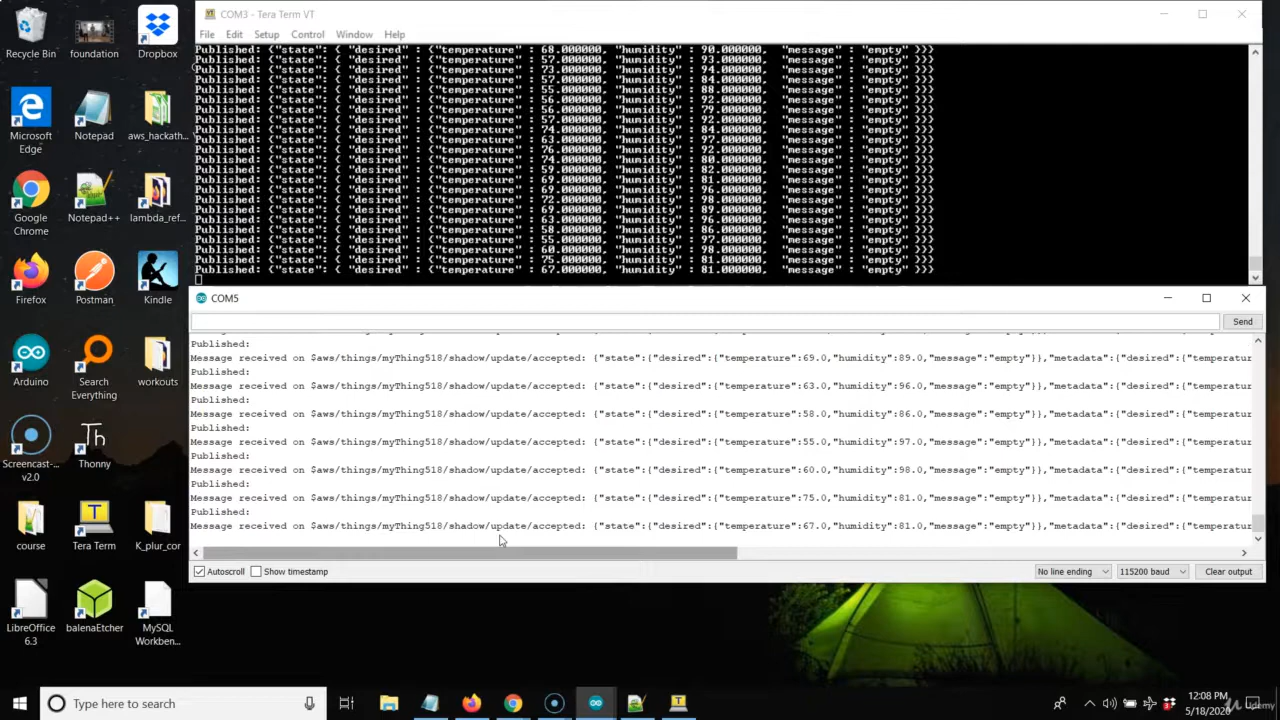 Recycle Bin
foundation
Dropbox
Microsoft Edge
Notepad
aws_hackath...
Google Chrome
Notepad++
lambda_ref...
Firefox
Postman
Kindle
Arduino
Search Everything
workouts
Screencast-... v2.0
Thonny
course
Tera Term
K_plur_cor
LibreOffice 6.3
balenaEtcher
MySQL Workben...
COM3 - Tera Term VT
File Edit Setup Control Window Help
Published: {"state": { "desired" : {"temperature" : 68.000000, "humidity" : 90.000000,  "message" : "empty" }}}
Published: {"state": { "desired" : {"temperature" : 57.000000, "humidity" : 93.000000,  "message" : "empty" }}}
Published: {"state": { "desired" : {"temperature" : 73.000000, "humidity" : 94.000000,  "message" : "empty" }}}
Published: {"state": { "desired" : {"temperature" : 57.000000, "humidity" : 84.000000,  "message" : "empty" }}}
Published: {"state": { "desired" : {"temperature" : 55.000000, "humidity" : 88.000000,  "message" : "empty" }}}
Published: {"state": { "desired" : {"temperature" : 56.000000, "humidity" : 92.000000,  "message" : "empty" }}}
Published: {"state": { "desired" : {"temperature" : 56.000000, "humidity" : 79.000000,  "message" : "empty" }}}
Published: {"state": { "desired" : {"temperature" : 57.000000, "humidity" : 92.000000,  "message" : "empty" }}}
Published: {"state": { "desired" : {"temperature" : 74.000000, "humidity" : 84.000000,  "message" : "empty" }}}
Published: {"state": { "desired" : {"temperature" : 63.000000, "humidity" : 97.000000,  "message" : "empty" }}}
Published: {"state": { "desired" : {"temperature" : 76.000000, "humidity" : 92.000000,  "message" : "empty" }}}
Published: {"state": { "desired" : {"temperature" : 74.000000, "humidity" : 80.000000,  "message" : "empty" }}}
Published: {"state": { "desired" : {"temperature" : 59.000000, "humidity" : 82.000000,  "message" : "empty" }}}
Published: {"state": { "desired" : {"temperature" : 69.000000, "humidity" : 81.000000,  "message" : "empty" }}}
Published: {"state": { "desired" : {"temperature" : 69.000000, "humidity" : 96.000000,  "message" : "empty" }}}
Published: {"state": { "desired" : {"temperature" : 72.000000, "humidity" : 98.000000,  "message" : "empty" }}}
Published: {"state": { "desired" : {"temperature" : 69.000000, "humidity" : 89.000000,  "message" : "empty" }}}
Published: {"state": { "desired" : {"temperature" : 63.000000, "humidity" : 96.000000,  "message" : "empty" }}}
Published: {"state": { "desired" : {"temperature" : 58.000000, "humidity" : 86.000000,  "message" : "empty" }}}
Published: {"state": { "desired" : {"temperature" : 55.000000, "humidity" : 97.000000,  "message" : "empty" }}}
Published: {"state": { "desired" : {"temperature" : 60.000000, "humidity" : 98.000000,  "message" : "empty" }}}
Published: {"state": { "desired" : {"temperature" : 75.000000, "humidity" : 81.000000,  "message" : "empty" }}}
Published: {"state": { "desired" : {"temperature" : 67.000000, "humidity" : 81.000000,  "message" : "empty" }}}
COM5
Send
Published:
Message received on $aws/things/myThing518/shadow/update/accepted: {"state":{"desired":{"temperature":69.0,"humidity":89.0,"message":"empty"}},"metadata":{"desired":{"temperatur
Published:
Message received on $aws/things/myThing518/shadow/update/accepted: {"state":{"desired":{"temperature":63.0,"humidity":96.0,"message":"empty"}},"metadata":{"desired":{"temperatur
Published:
Message received on $aws/things/myThing518/shadow/update/accepted: {"state":{"desired":{"temperature":58.0,"humidity":86.0,"message":"empty"}},"metadata":{"desired":{"temperatur
Published:
Message received on $aws/things/myThing518/shadow/update/accepted: {"state":{"desired":{"temperature":55.0,"humidity":97.0,"message":"empty"}},"metadata":{"desired":{"temperatur
Published:
Message received on $aws/things/myThing518/shadow/update/accepted: {"state":{"desired":{"temperature":60.0,"humidity":98.0,"message":"empty"}},"metadata":{"desired":{"temperatur
Published:
Message received on $aws/things/myThing518/shadow/update/accepted: {"state":{"desired":{"temperature":75.0,"humidity":81.0,"message":"empty"}},"metadata":{"desired":{"temperatur
Published:
Message received on $aws/things/myThing518/shadow/update/accepted: {"state":{"desired":{"temperature":67.0,"humidity":81.0,"message":"empty"}},"metadata":{"desired":{"temperatur
Autoscroll Show timestamp No line ending 115200 baud Clear output
Type here to search
12:08 PM
5/18/2020
Udemy